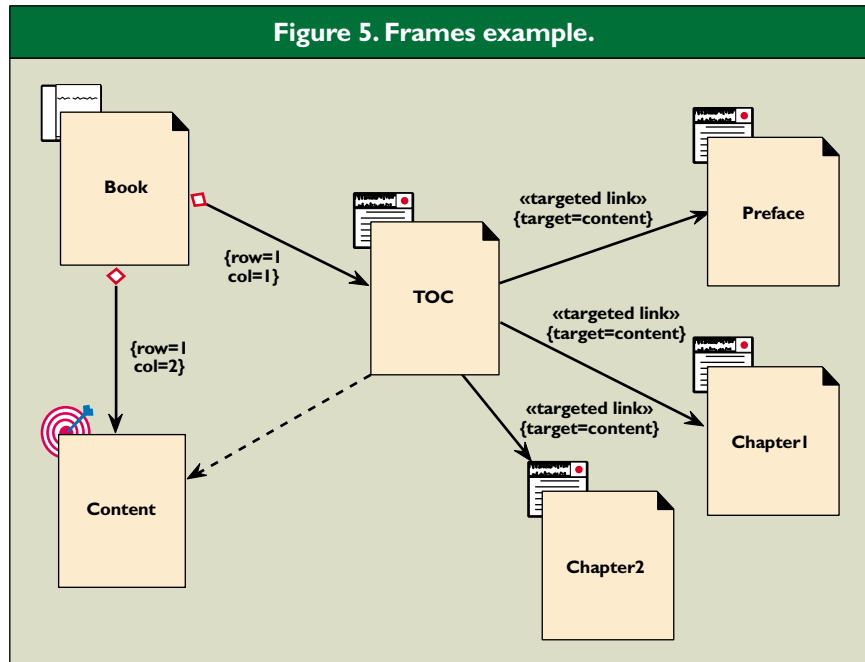 Figure 5. Frames example.
Book
«targeted link»
{target=content}
Preface
{row=1
col=1}
TOC
«targeted link»
{target=content}
{row=1
col=2}
«targeted link»
{target=content}
Chapter1
Content
Chapter2